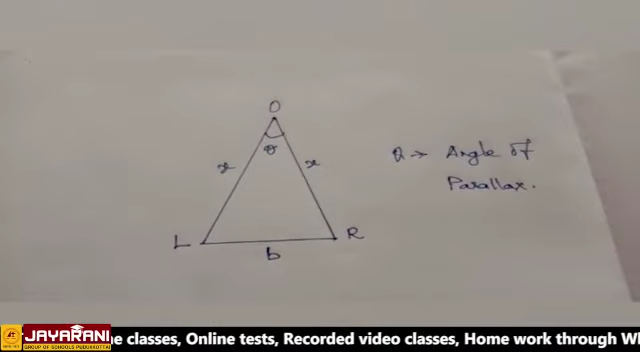 O
θ
x
x
L
R
b
θ → Angle of
Parallax.
JAYARANI
GROUP OF SCHOOLS PUDUKKOTTAI
e classes, Online tests, Recorded video classes, Home work through W